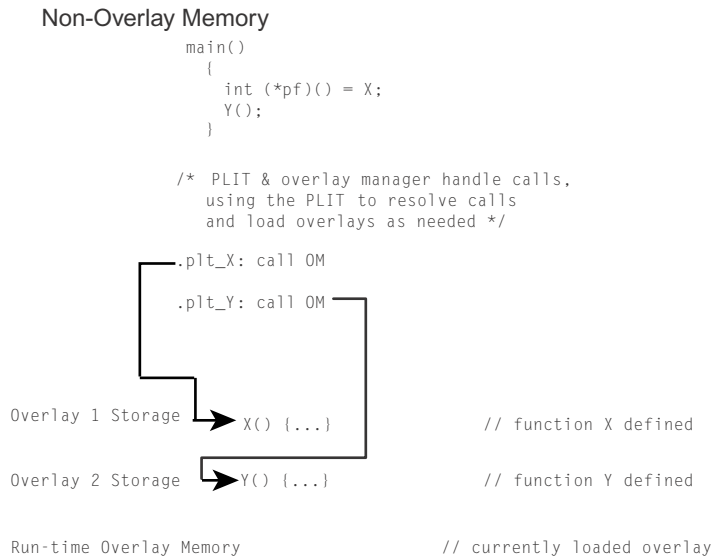 Non-Overlay Memory
main()
{
int (*pf)() = X;
Y();
}
/* PLIT & overlay manager handle calls,
using the PLIT to resolve calls
and load overlays as needed */
.plt_X: call OM
.plt_Y: call OM
Overlay 1 Storage X() {...} // function X defined
Overlay 2 Storage Y() {...} // function Y defined
Run-time Overlay Memory // currently loaded overlay